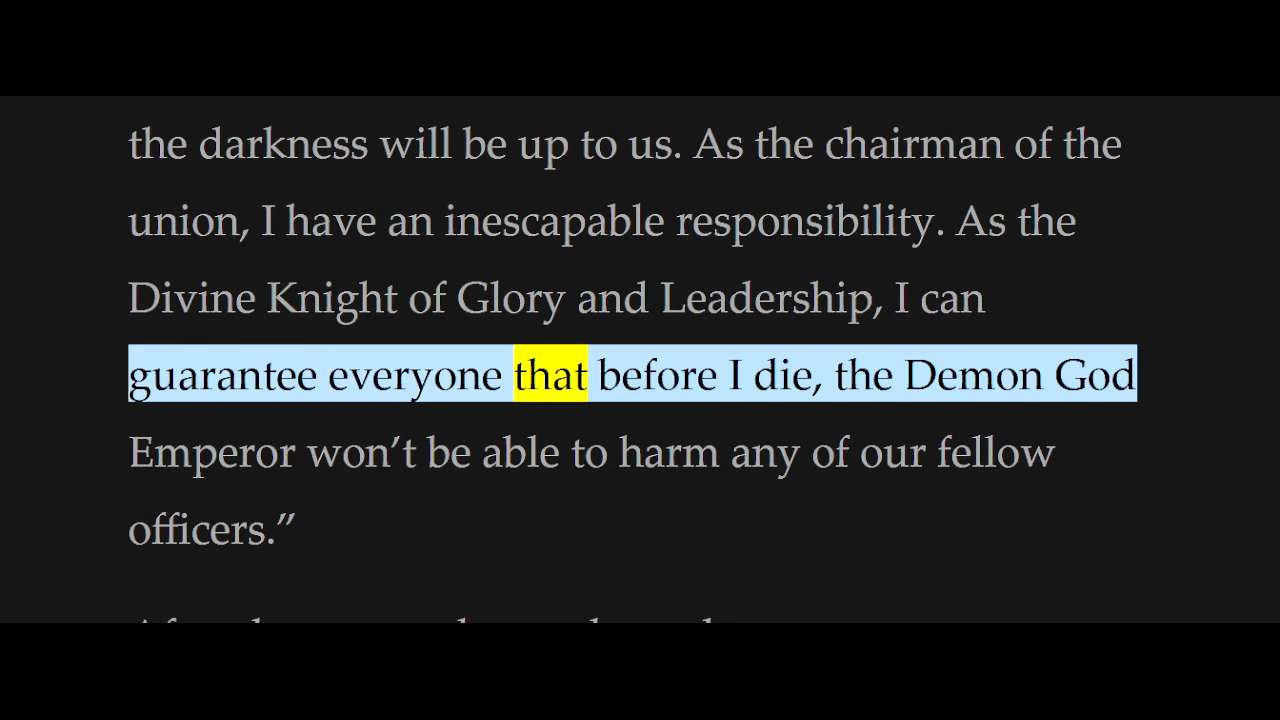 the darkness will be up to us. As the chairman of the
union, I have an inescapable responsibility. As the
Divine Knight of Glory and Leadership, I can
guarantee everyone that before I die, the Demon God
Emperor won’t be able to harm any of our fellow
officers.”